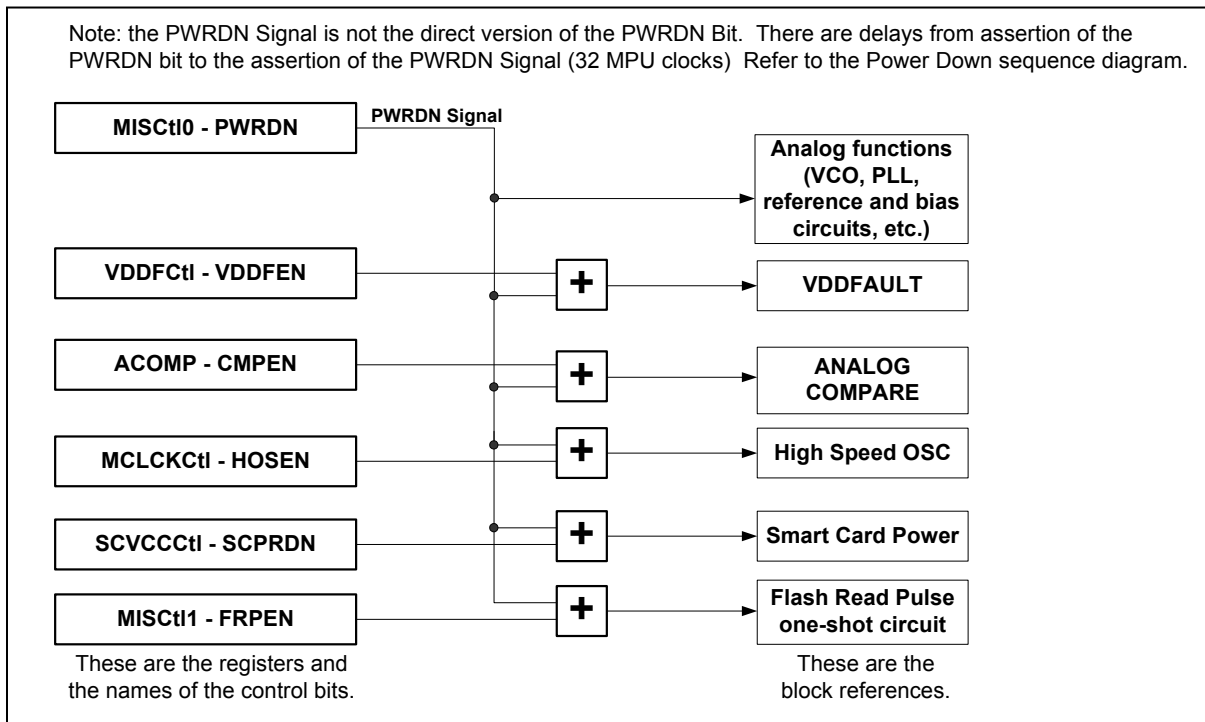 Note: the PWRDN Signal is not the direct version of the PWRDN Bit.  There are delays from assertion of the
PWRDN bit to the assertion of the PWRDN Signal (32 MPU clocks)  Refer to the Power Down sequence diagram.
MISCtl0 - PWRDN
PWRDN Signal
Analog functions
(VCO, PLL,
reference and bias
circuits, etc.)
VDDFCtl - VDDFEN
+
VDDFAULT
ACOMP - CMPEN
+
ANALOG
COMPARE
MCLCKCtl - HOSEN
+
High Speed OSC
SCVCCCtl - SCPRDN
+
Smart Card Power
MISCtl1 - FRPEN
+
Flash Read Pulse
one-shot circuit
These are the registers and
the names of the control bits.
These are the
block references.